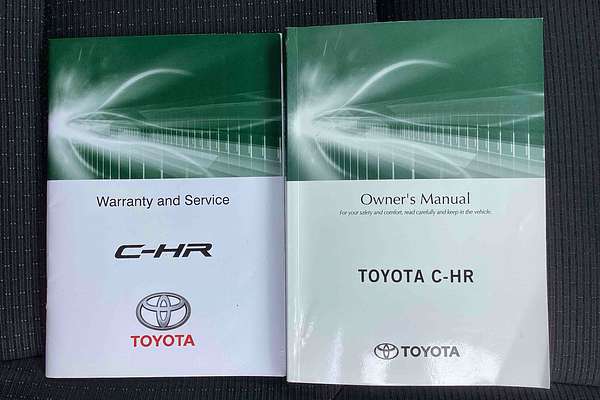 Warranty and Service
C-HR
TOYOTA
Owner's Manual
For your safety and comfort, read carefully and keep in the vehicle.
TOYOTA C-HR
TOYOTA